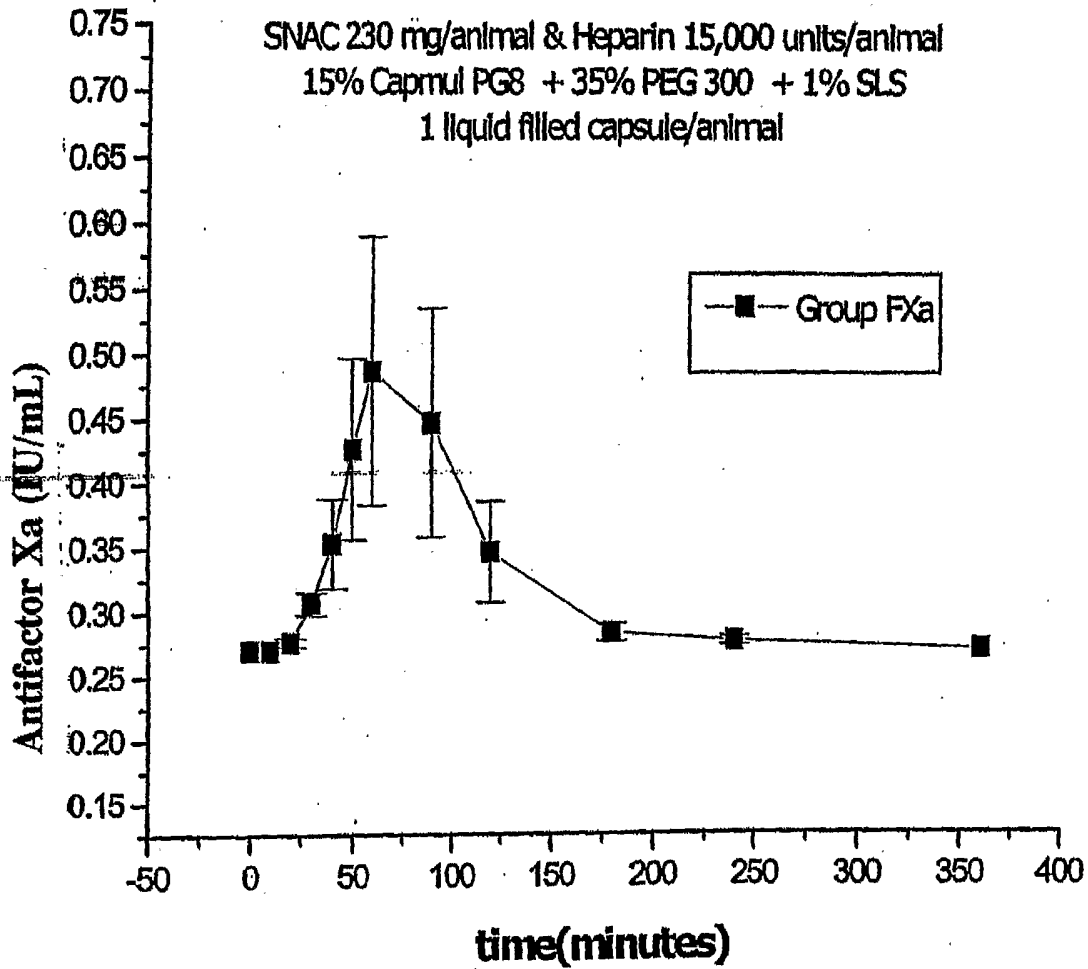 SNAC 230 mg/animal & Heparin 15,000 units/animal
15% Capmul PG8 + 35% PEG 300 + 1% SLS
1 liquid filled capsule/animal
0.75
0.70
0.65
0.60
0.55
0.50
0.45
0.40
0.35
0.30
0.25
0.20
0.15
Antifactor Xa (IU/mL)
Group FXa
-50 0 50 100 150 200 250 300 350 400
time(minutes)